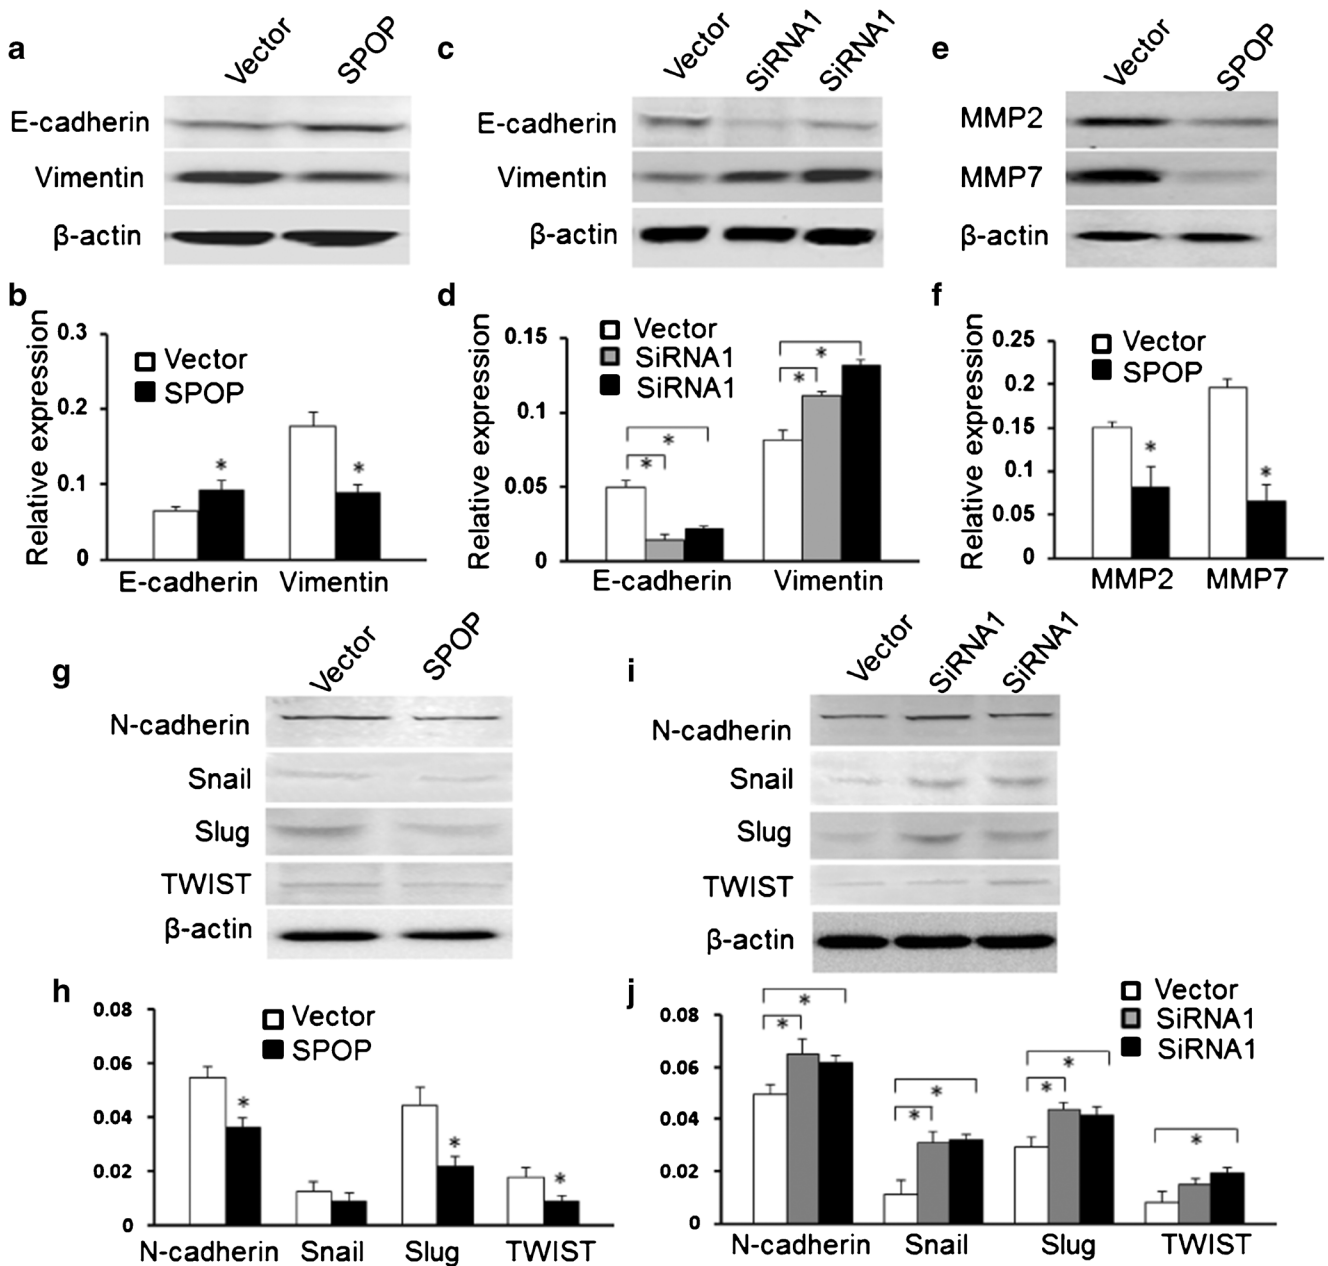 a
Vector SPOP
E-cadherin
Vimentin
β-actin
c
Vector SiRNA1 SiRNA1
E-cadherin
Vimentin
β-actin
e
Vector SPOP
MMP2
MMP7
β-actin
b
Relative expression
0.3
0.2
0.1
0
Vector
SPOP
* *
E-cadherin Vimentin
d
Relative expression
0.15
0.1
0.05
0
Vector
SiRNA1
SiRNA1
* * * *
E-cadherin Vimentin
f
Relative expression
0.25
0.2
0.15
0.1
0.05
0
Vector
SPOP
* *
MMP2 MMP7
g
Vector SPOP
N-cadherin
Snail
Slug
TWIST
β-actin
i
Vector SiRNA1 SiRNA1
N-cadherin
Snail
Slug
TWIST
β-actin
h
0.08
0.06
0.04
0.02
0
Vector
SPOP
* * *
N-cadherin Snail Slug TWIST
j
0.08
0.06
0.04
0.02
0
Vector
SiRNA1
SiRNA1
* * * * * * *
N-cadherin Snail Slug TWIST